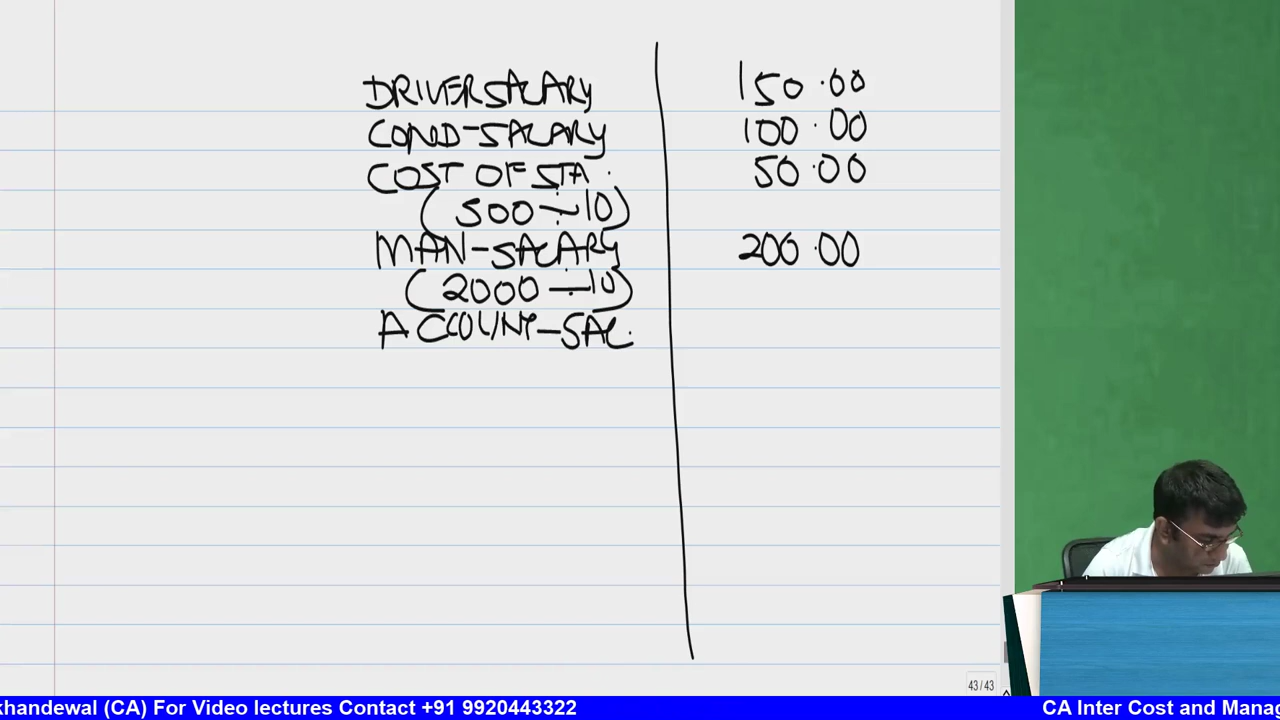 DRIVER SALARY 150.00
COND-SALARY 100.00
COST OF STA. 50.00
(500 ÷ 10)
MAN-SALARY 200.00
(2000 ÷ 10)
ACCOUNT-SAL.
43/43
khandewal (CA) For Video lectures Contact +91 9920443322
CA Inter Cost and Manag